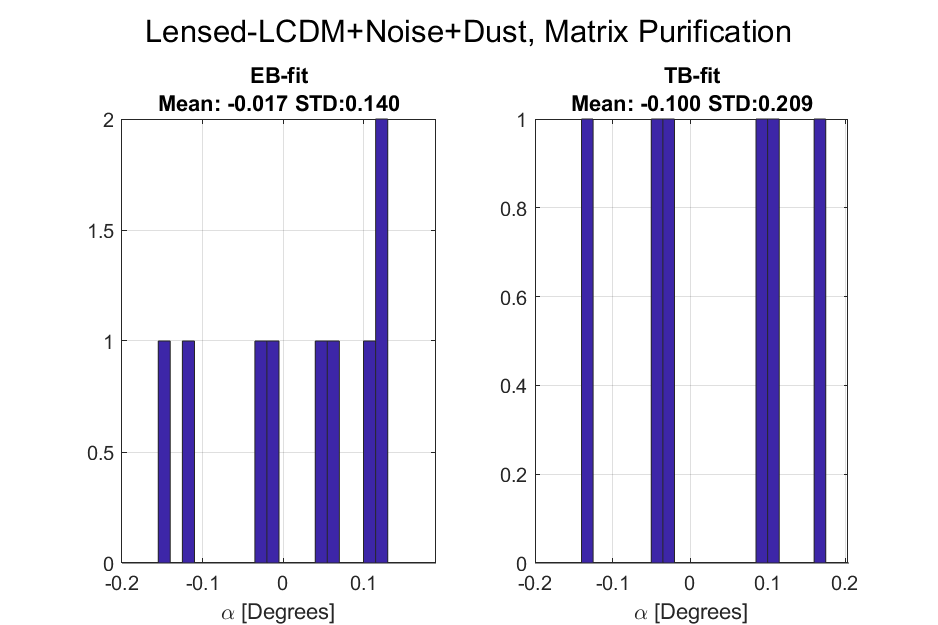 Lensed-LCDM+Noise+Dust, Matrix Purification
EB-fit
Mean: -0.017 STD:0.140
2
1.5
1
0.5
0
-0.2 -0.1 0 0.1
α [Degrees]
TB-fit
Mean: -0.100 STD:0.209
1
0.8
0.6
0.4
0.2
0
-0.2 -0.1 0 0.1 0.2
α [Degrees]